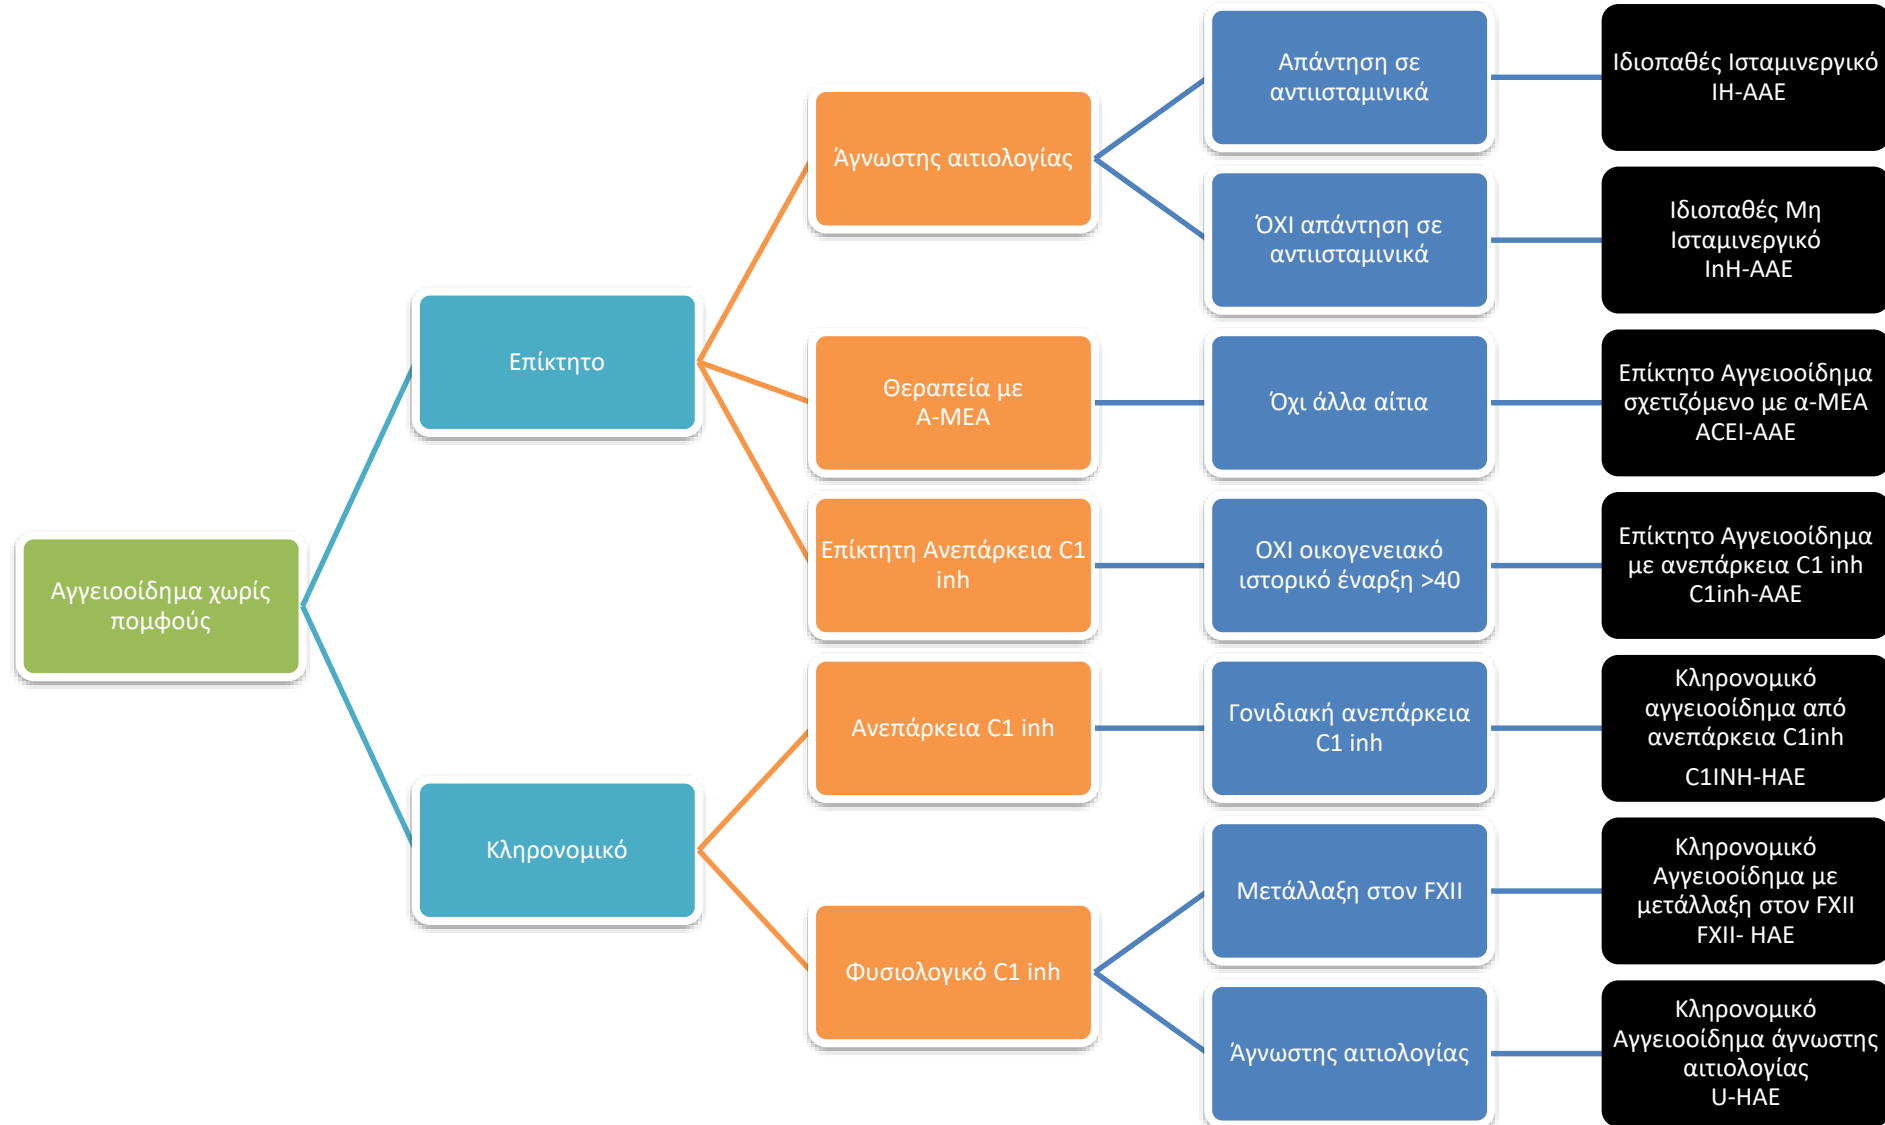 Αγγειοοίδημα χωρίς
πομφούς
Επίκτητο
Άγνωστης αιτιολογίας
Απάντηση σε
αντιισταμινικά
Ιδιοπαθές Ισταμινεργικό
IH-AAE
ΌΧΙ απάντηση σε
αντιισταμινικά
Ιδιοπαθές Μη
Ισταμινεργικό
InH-AAE
Θεραπεία με
Α-ΜΕΑ
Όχι άλλα αίτια
Επίκτητο Αγγειοοίδημα
σχετιζόμενο με α-ΜΕΑ
ACEI-AAE
Επίκτητη Ανεπάρκεια C1
inh
ΟΧΙ οικογενειακό
ιστορικό έναρξη >40
Επίκτητο Αγγειοοίδημα
με ανεπάρκεια C1 inh
C1inh-AAE
Κληρονομικό
Ανεπάρκεια C1 inh
Γονιδιακή ανεπάρκεια
C1 inh
Κληρονομικό
αγγειοοίδημα από
ανεπάρκεια C1inh
C1INH-HAE
Φυσιολογικό C1 inh
Μετάλλαξη στον FXII
Κληρονομικό
Αγγειοοίδημα με
μετάλλαξη στον FXII
FXII- HAE
Άγνωστης αιτιολογίας
Κληρονομικό
Αγγειοοίδημα άγνωστης
αιτιολογίας
U-HAE